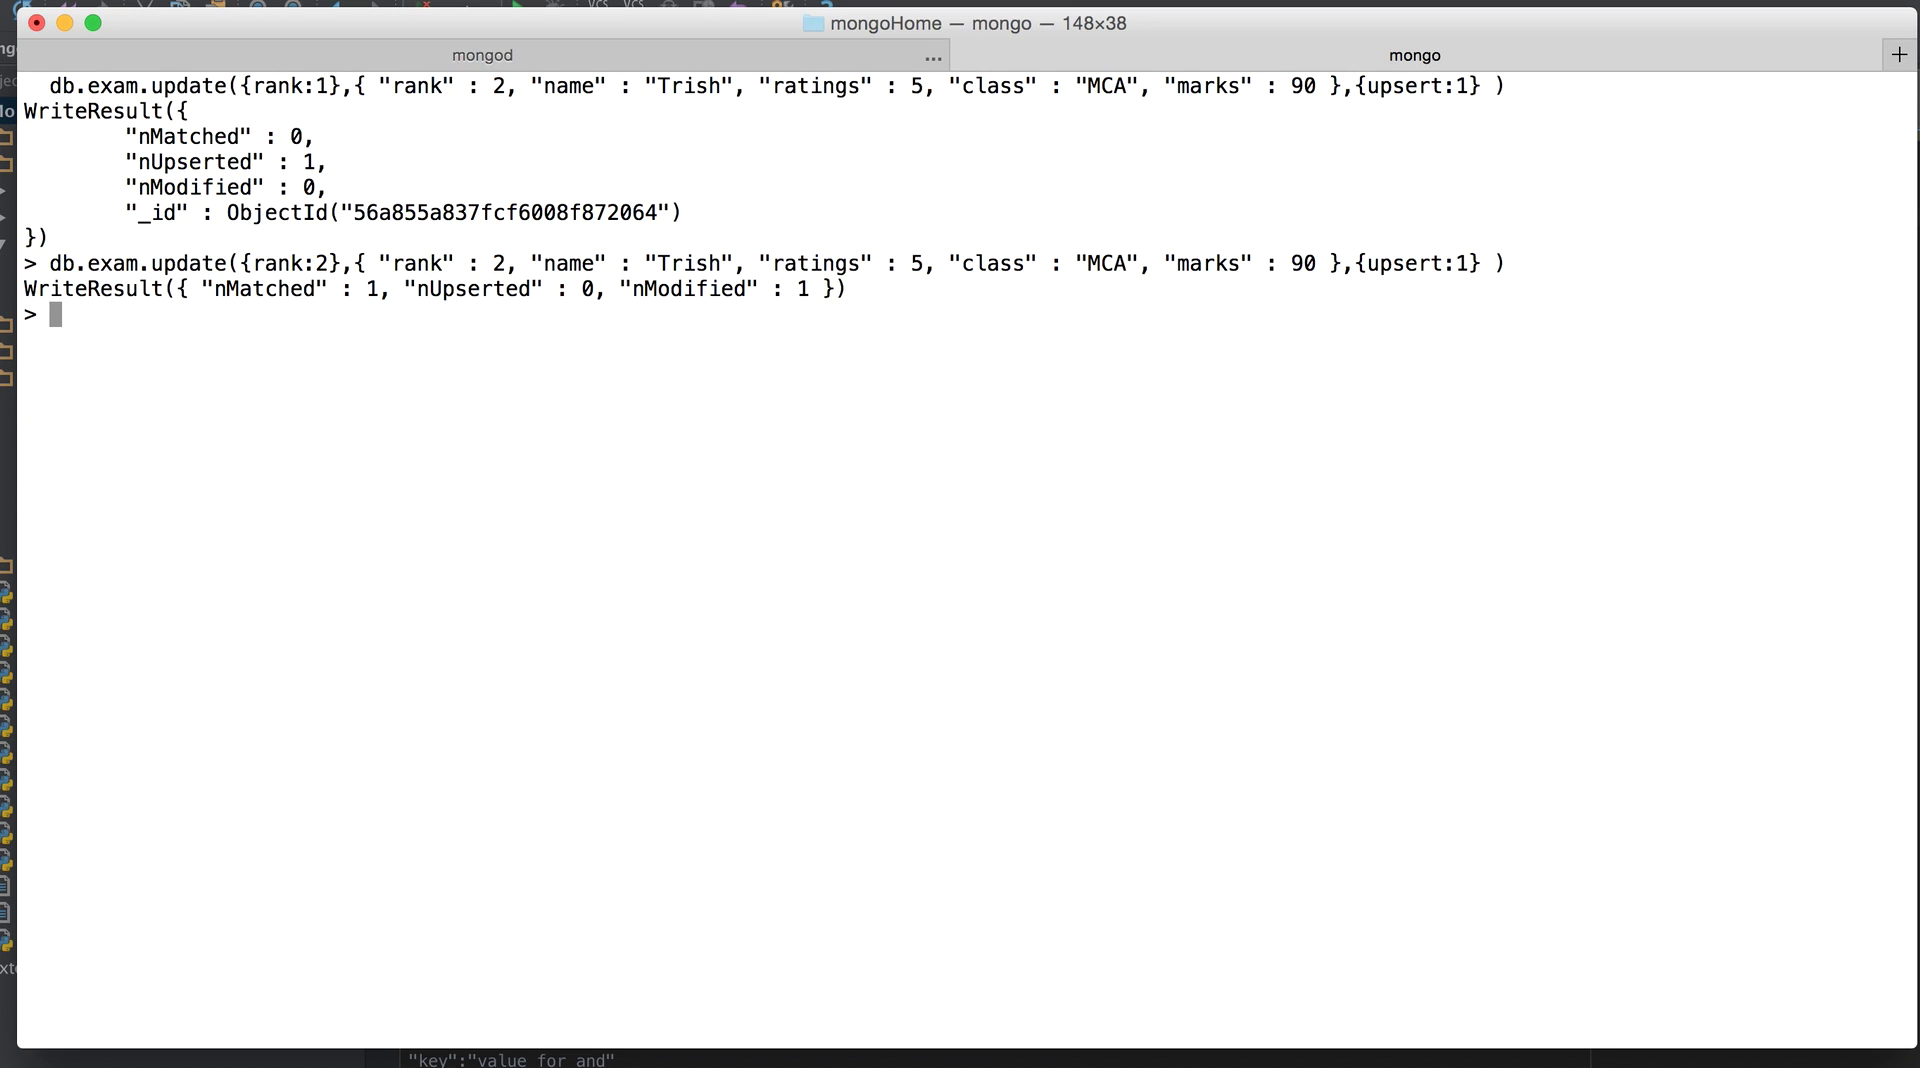 VCS VCS
mongoHome — mongo — 148×38
mongod ... mongo +
db.exam.update({rank:1},{ "rank" : 2, "name" : "Trish", "ratings" : 5, "class" : "MCA", "marks" : 90 },{upsert:1} )
WriteResult({
"nMatched" : 0,
"nUpserted" : 1,
"nModified" : 0,
"_id" : ObjectId("56a855a837fcf6008f872064")
})
> db.exam.update({rank:2},{ "rank" : 2, "name" : "Trish", "ratings" : 5, "class" : "MCA", "marks" : 90 },{upsert:1} )
WriteResult({ "nMatched" : 1, "nUpserted" : 0, "nModified" : 1 })
>
"key":"value for and"